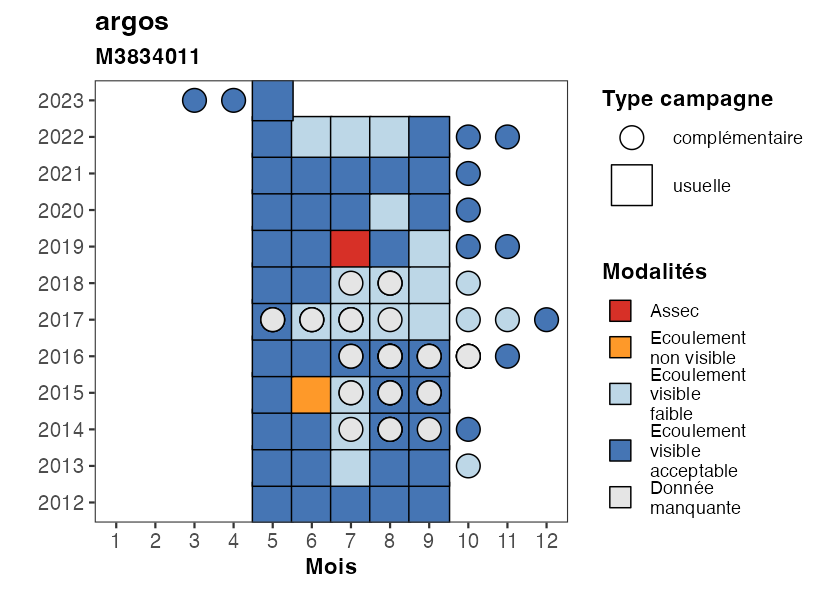 argos
M3834011
2023
2022
2021
2020
2019
2018
2017
2016
2015
2014
2013
2012
1 2 3 4 5 6 7 8 9 10 11 12
Mois
Type campagne
complémentaire
usuelle
Modalités
Assec
Ecoulement
non visible
Ecoulement
visible
faible
Ecoulement
visible
acceptable
Donnée
manquante